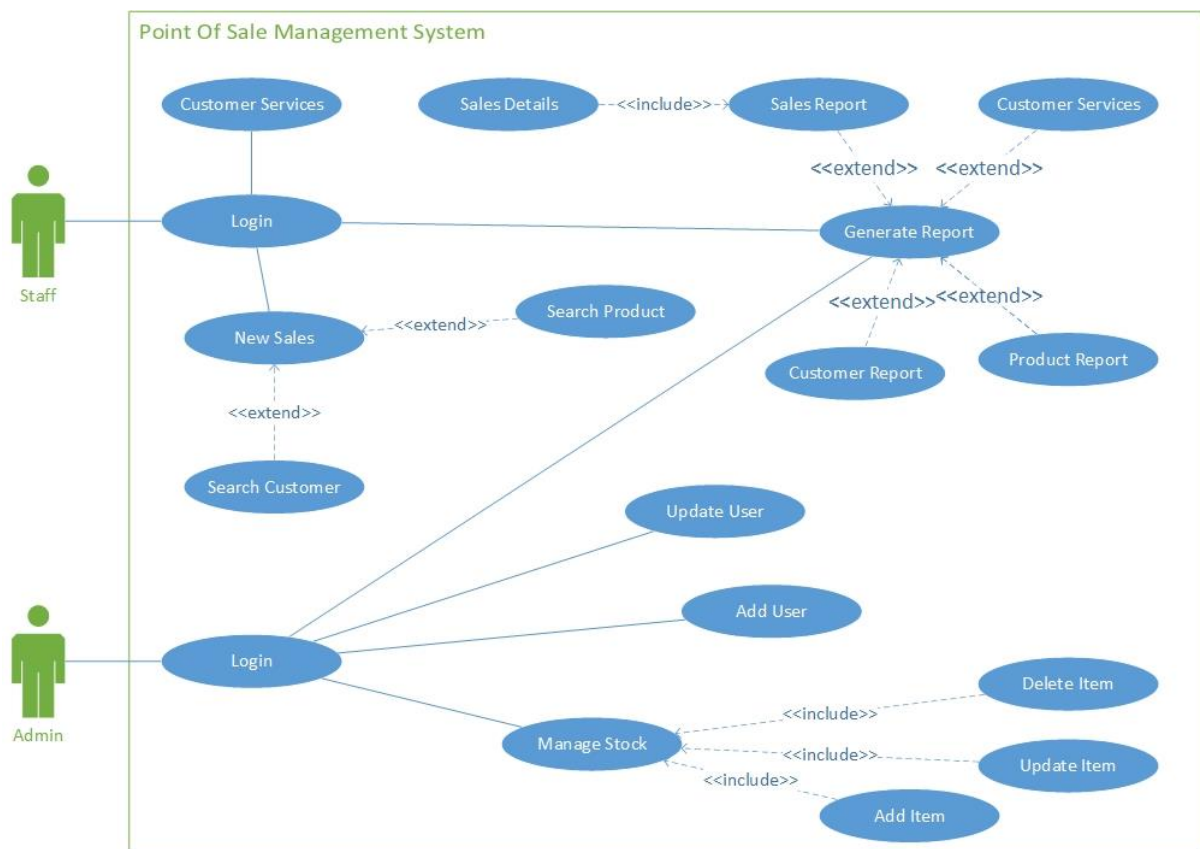 Point Of Sale Management System
Customer Services
Sales Details
<<include>>
Sales Report
Customer Services
<<extend>>
<<extend>>
Login
Generate Report
Staff
New Sales
<<extend>>
Search Product
<<extend>>
<<extend>>
Customer Report
Product Report
<<extend>>
Search Customer
Update User
Add User
Login
Admin
Manage Stock
<<include>>
Delete Item
<<include>>
Update Item
<<include>>
Add Item